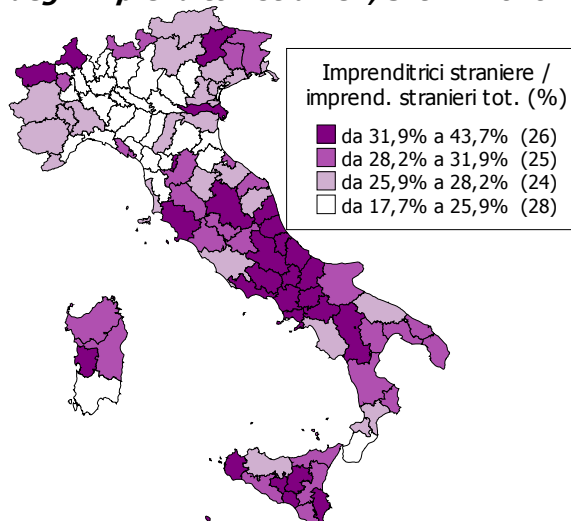 Imprenditrici straniere /
imprend. stranieri tot. (%)
da 31,9% a 43,7% (26)
da 28,2% a 31,9% (25)
da 25,9% a 28,2% (24)
da 17,7% a 25,9% (28)